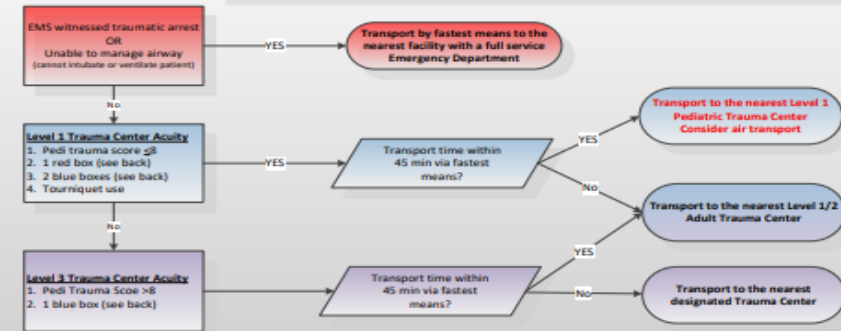 EMS witnessed traumatic arrest
OR
Unable to manage airway
(cannot intubate or ventilate patient)
YES
Transport by fastest means to the
nearest facility with a full service
Emergency Department
No
Level 1 Trauma Center Acuity
1. Pedi trauma score ≤8
2. 1 red box (see back)
3. 2 blue boxes (see back)
4. Tourniquet use
YES
Transport time within
45 min via fastest
means?
YES
Transport to the nearest Level 1
Pediatric Trauma Center
Consider air transport
No
Transport to the nearest Level 1/2
Adult Trauma Center
No
Level 3 Trauma Center Acuity
1. Pedi Trauma Scoe >8
2. 1 blue box (see back)
Transport time within
45 min via fastest
means?
YES
No
Transport to the nearest
designated Trauma Center